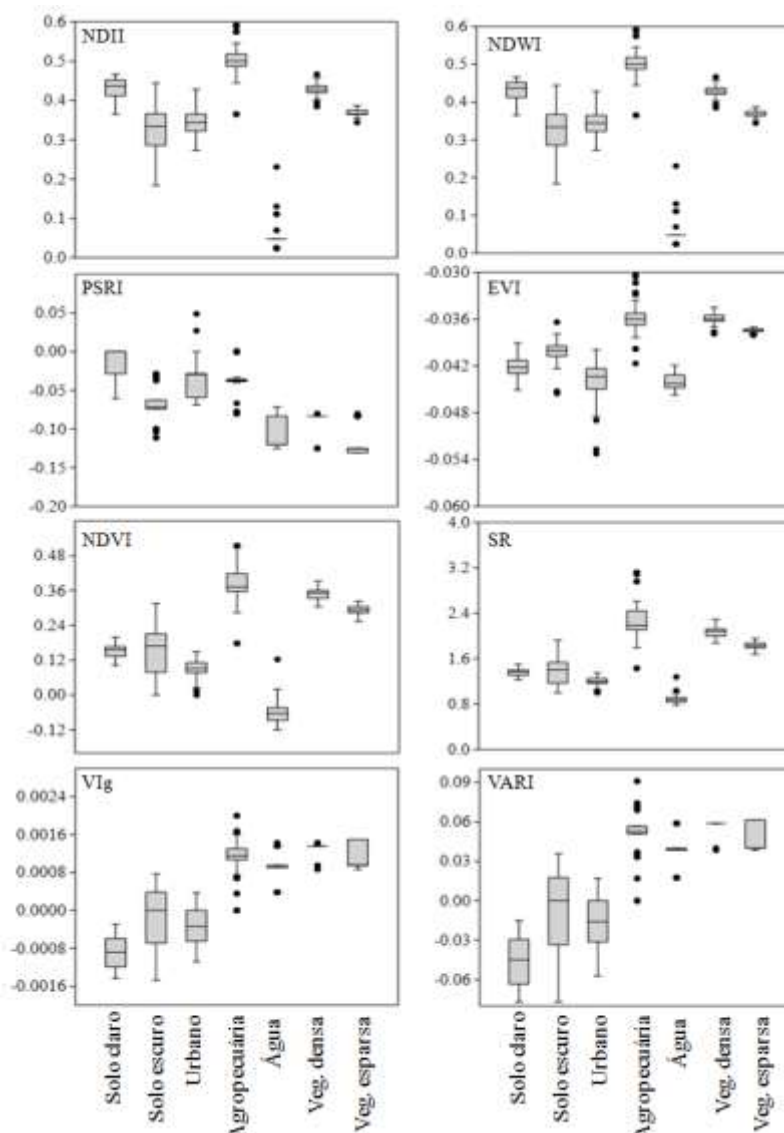 NDII
0.6
0.5
0.4
0.3
0.2
0.1
0.0
NDWI
0.6
0.5
0.4
0.3
0.2
0.1
0.0
PSRI
0.05
0.00
-0.05
-0.10
-0.15
-0.20
EVI
-0.030
-0.036
-0.042
-0.048
-0.054
-0.060
NDVI
0.48
0.36
0.24
0.12
0.00
-0.12
SR
4.0
3.2
2.4
1.6
0.8
0.0
VIg
0.0024
0.0016
0.0008
0.0000
-0.0008
-0.0016
VARI
0.09
0.06
0.03
0.00
-0.03
-0.06
Solo daro
Solo escuro
Urbano
Agropecuária
Água
Veg. densa
Veg. esparsa
Solo daro
Solo escuro
Urbano
Agropecuária
Água
Veg. densa
Veg. esparsa